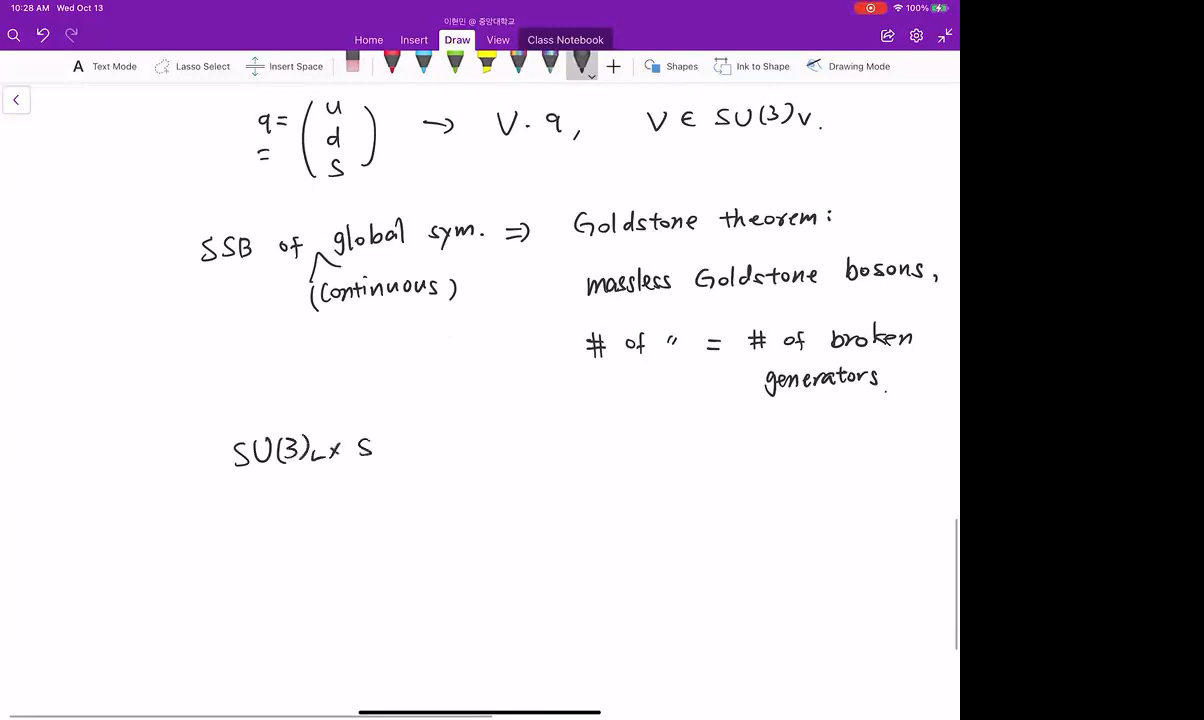 10:28 AM Wed Oct 13
100%
이현민 @ 중앙대학교
Home Insert Draw View Class Notebook
A Text Mode Lasso Select Insert Space Shapes Ink to Shape Drawing Mode
q = ( u → V · q , V ∈ SU(3)v .
= d
s )
SSB of global sym. ⇒ Goldstone theorem :
(continuous) massless Goldstone bosons ,
# of 〃 = # of broken
generators .
SU(3)L × S